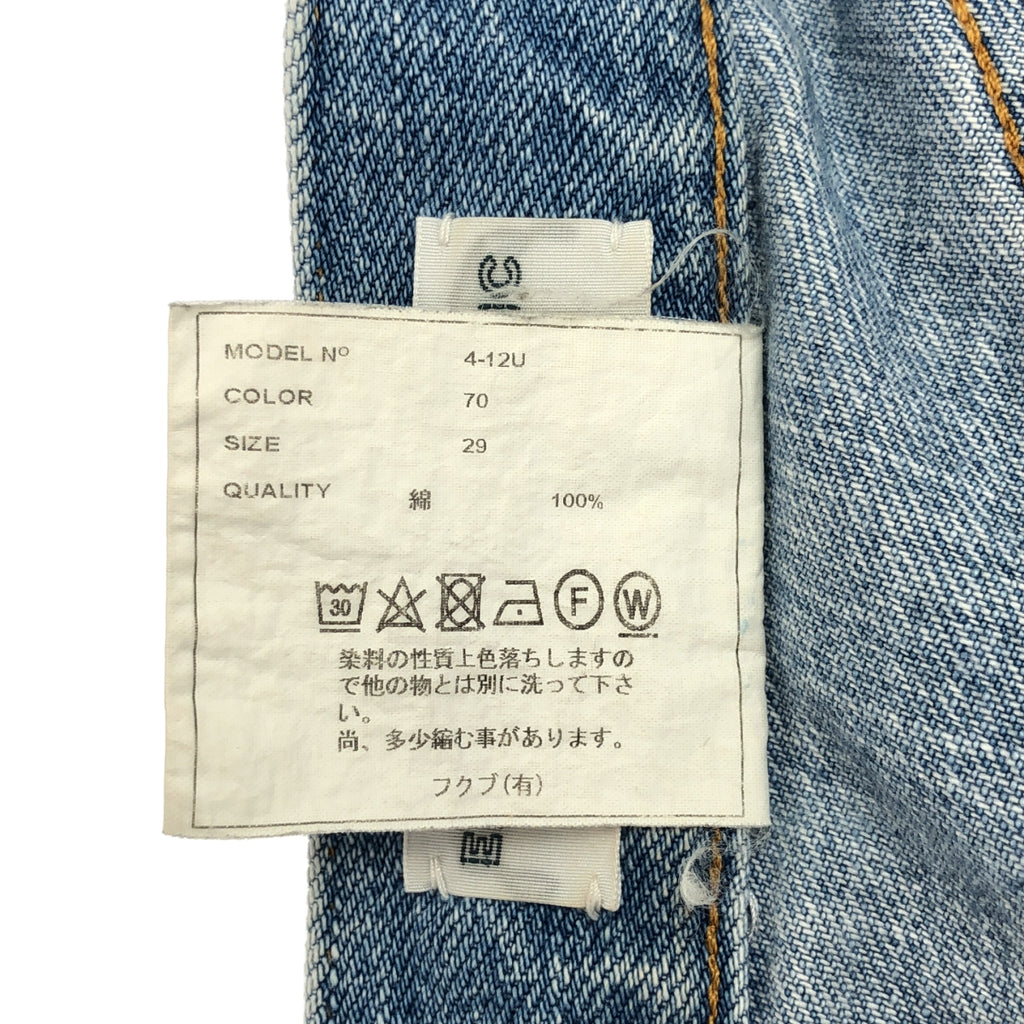 MODEL Nº 4-12U
COLOR 70
SIZE 29
QUALITY 綿 100%
30 F W
染料の性質上色落ちしますの
で他の物とは別に洗って下さ
い。
尚、多少縮む事があります。
フクブ(有)